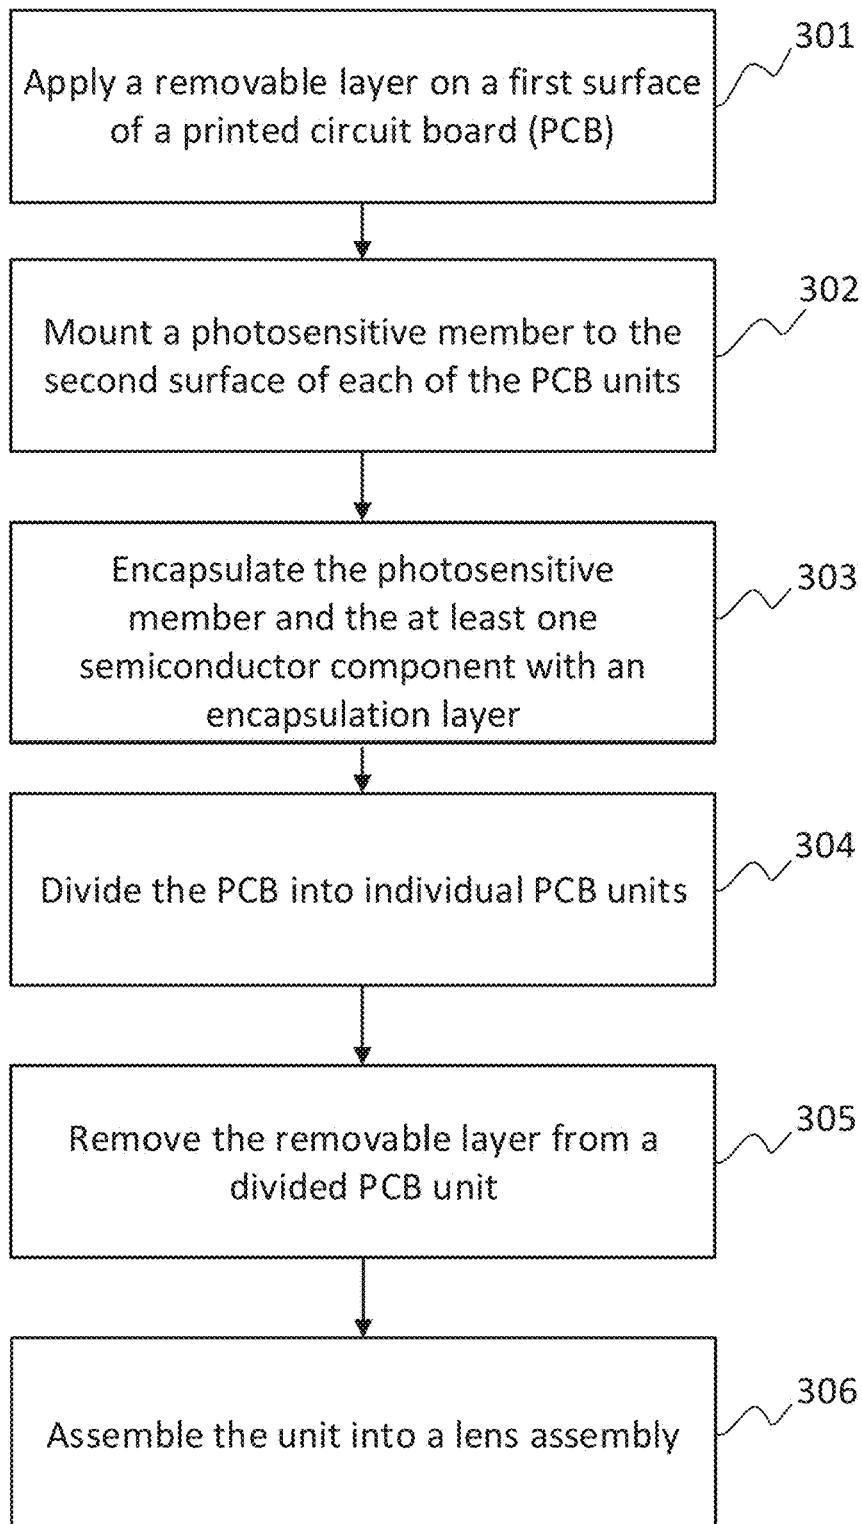 301
Apply a removable layer on a first surface
of a printed circuit board (PCB)
302
Mount a photosensitive member to the
second surface of each of the PCB units
303
Encapsulate the photosensitive
member and the at least one
semiconductor component with an
encapsulation layer
304
Divide the PCB into individual PCB units
305
Remove the removable layer from a
divided PCB unit
306
Assemble the unit into a lens assembly